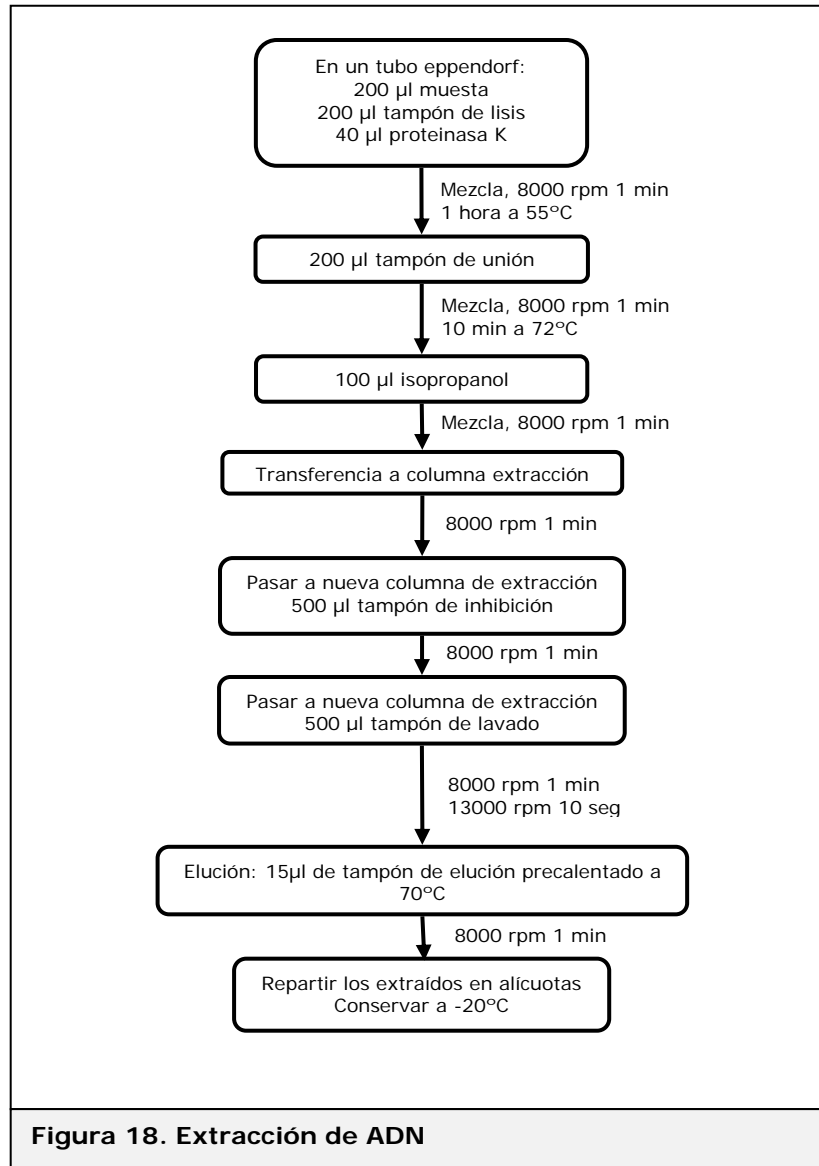 En un tubo eppendorf:
200 µl muesta
200 µl tampón de lisis
40 µl proteinasa K
Mezcla, 8000 rpm 1 min
1 hora a 55ºC
200 µl tampón de unión
Mezcla, 8000 rpm 1 min
10 min a 72ºC
100 µl isopropanol
Mezcla, 8000 rpm 1 min
Transferencia a columna extracción
8000 rpm 1 min
Pasar a nueva columna de extracción
500 µl tampón de inhibición
8000 rpm 1 min
Pasar a nueva columna de extracción
500 µl tampón de lavado
8000 rpm 1 min
13000 rpm 10 seg
Elución: 15µl de tampón de elución precalentado a
70ºC
8000 rpm 1 min
Repartir los extraídos en alícuotas
Conservar a -20ºC
Figura 18. Extracción de ADN